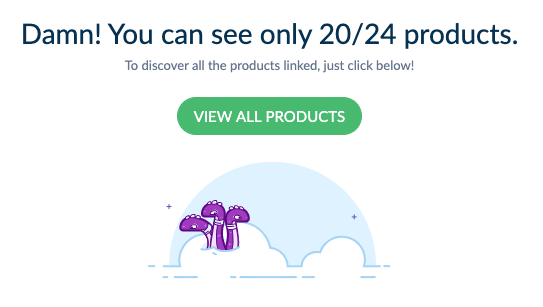 Damn! You can see only 20/24 products.
To discover all the products linked, just click below!
VIEW ALL PRODUCTS